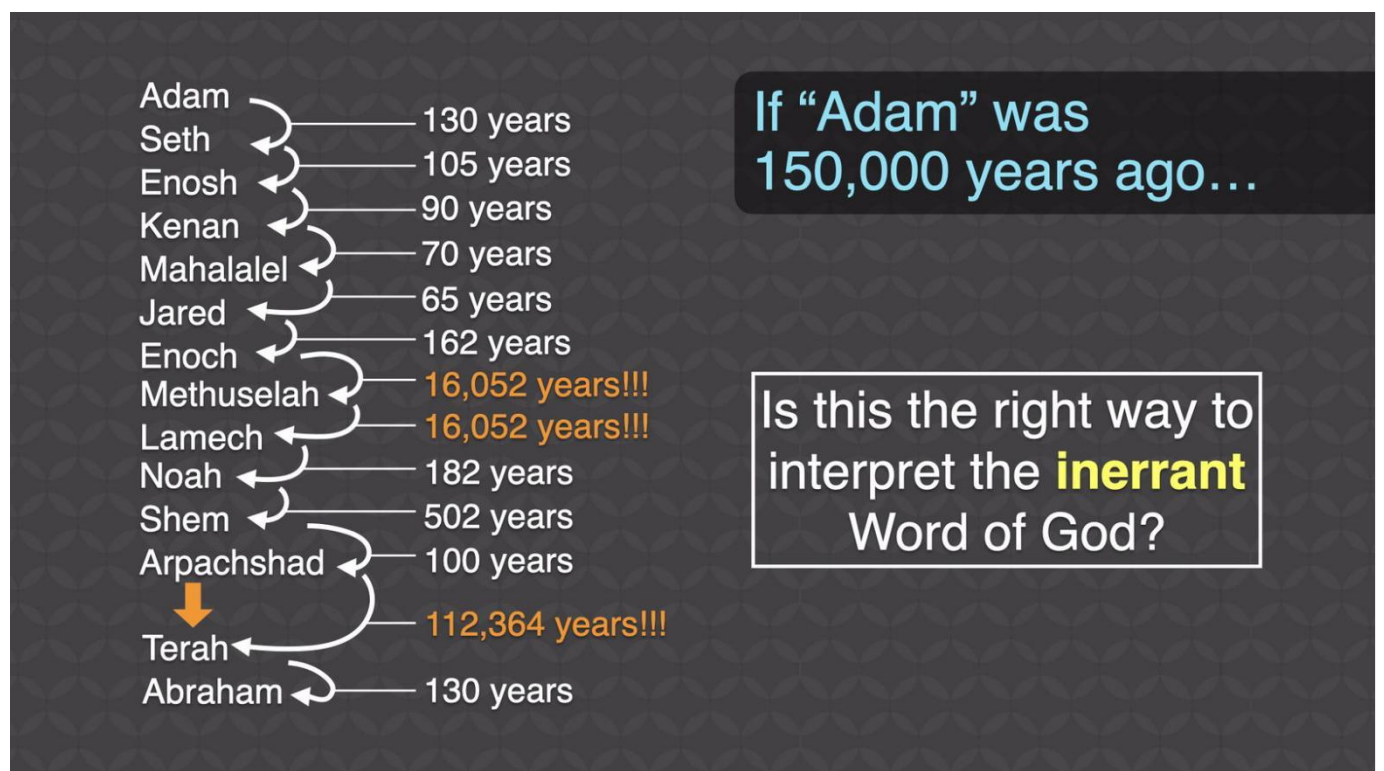 Adam
Seth
Enosh
Kenan
Mahalalel
Jared
Enoch
Methuselah
Lamech
Noah
Shem
Arpachshad
Terah
Abraham
130 years
105 years
90 years
70 years
65 years
162 years
16,052 years!!!
16,052 years!!!
182 years
502 years
100 years
112,364 years!!!
130 years
If “Adam” was
150,000 years ago…
Is this the right way to
interpret the inerrant
Word of God?